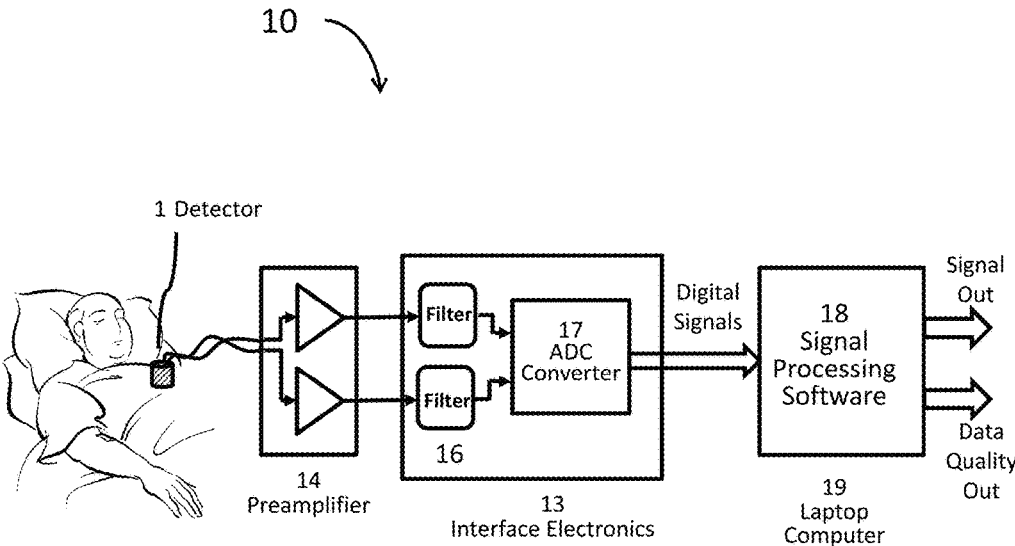 10
1 Detector
Filter
Filter
16
17
ADC
Converter
14
Preamplifier
13
Interface Electronics
Digital
Signals
18
Signal
Processing
Software
19
Laptop
Computer
Signal
Out
Data
Quality
Out